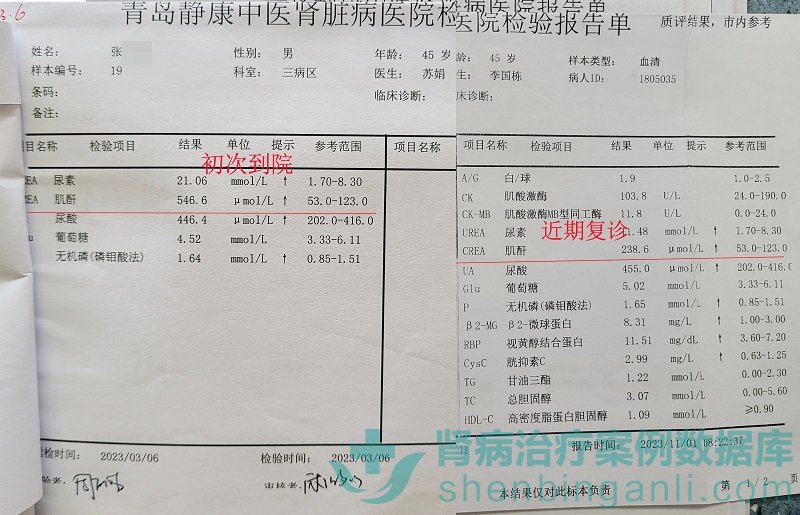 3.6
青岛静康中医肾脏病医院检
姓名： 张
性别： 男
年龄： 45 岁
样本编号： 19
科室： 三病区
医生： 苏娟
条码：
临床诊断：
备注：
项目名称 检验项目 结果 单位 提示 参考范围 项目名称
初次到院
REA 尿素 21.06 mmol/L ↑ 1.70-8.30
REA 肌酐 546.6 μmol/L ↑ 53.0-123.0
尿酸 446.4 μmol/L ↑ 202.0-416.0
葡萄糖 4.52 mmol/L 3.33-6.11
无机磷(磷钼酸法) 1.64 mmol/L ↑ 0.85-1.51
检时间： 2023/03/06
检验时间： 2023/03/06
审核者：
医院检验报告单
质评结果，市内参考
岁： 45 岁
样本类型： 血清
生： 李国栋
病人ID： 1805035
床诊断：
项目名称 检验项目 结果 单位 提示 参考范围
A/G 白/球 1.9 1.0-2.5
CK 肌酸激酶 103.8 U/L 24.0-190.0
CK-MB 肌酸激酶MB型同工酶 11.8 U/L 0.0-24.0
近期复诊
UREA 尿素 .48 mmol/L ↑ 1.70-8.30
CREA 肌酐 238.6 μmol/L ↑ 53.0-123.0
UA 尿酸 455.0 μmol/L ↑ 202.0-416.0
Glu 葡萄糖 5.02 mmol/L 3.33-6.11
P 无机磷(磷钼酸法) 1.65 mmol/L ↑ 0.85-1.51
β2-MG β2-微球蛋白 8.31 mg/L ↑ 1.00-3.00
RBP 视黄醇结合蛋白 11.51 mg/dL ↑ 3.60-7.20
CysC 胱抑素C 2.99 mg/L ↑ 0.63-1.25
TG 甘油三酯 1.22 mmol/L 0.00-2.30
TC 总胆固醇 3.07 mmol/L 0.00-5.60
HDL-C 高密度脂蛋白胆固醇 1.09 mmol/L ≥0.90
01 报告时间： 2023/11/01 08:22:37
本结果仅对此标本负责
第 1/2 页
肾病治疗案例数据库
shenbinganli.com